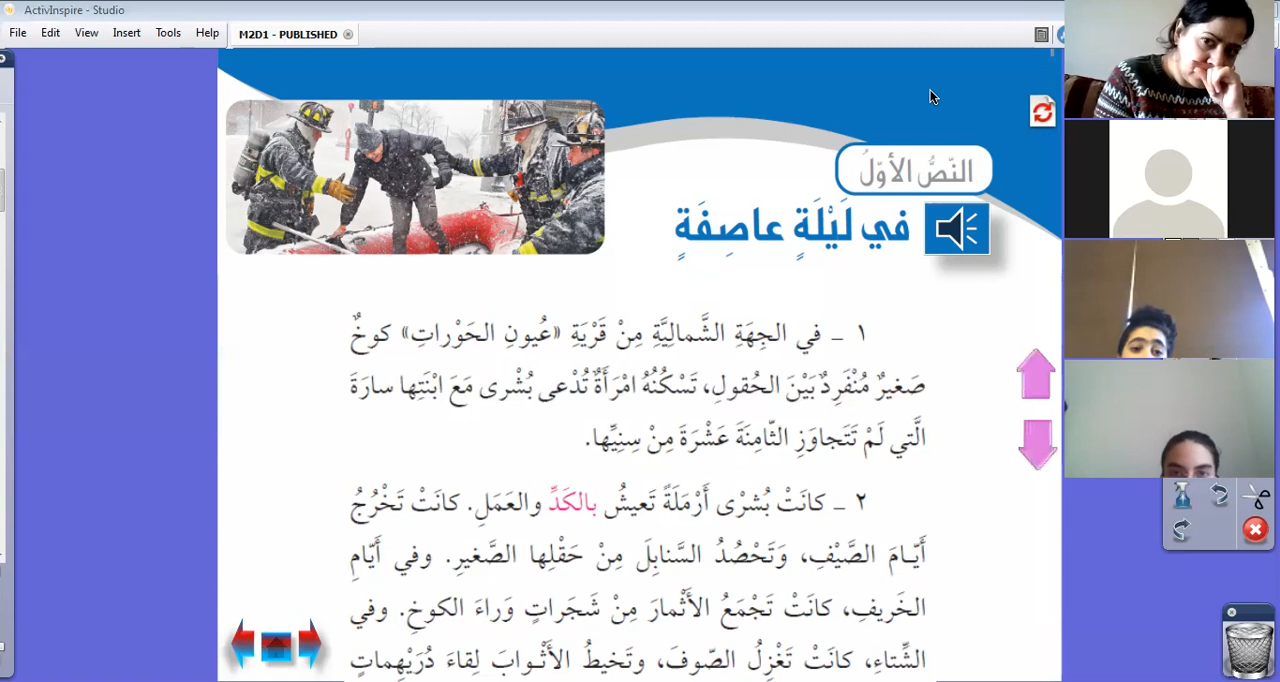 ActivInspire - Studio
File Edit View Insert Tools Help
M2D1 - PUBLISHED
النّصُّ الأوّلُ
في لَيْلَةٍ عاصِفَةٍ
١ – في الجِهَةِ الشَّمالِيَّةِ مِنْ قَرْيَةِ «عُيونِ الحَوْراتِ» كوخٌ
صَغيرٌ مُنْفَرِدٌ بَيْنَ الحُقولِ، تَسْكُنُهُ امْرَأَةٌ تُدْعى بُشْرى مَعَ ابْنَتِها سارَةَ
الَّتي لَمْ تَتَجاوَزِ الثّامِنَةَ عَشْرَةَ مِنْ سِنِيِّها.
٢ – كانَتْ بُشْرى أَرْمَلَةً تَعيشُ بِالكَدِّ والعَمَلِ. كانَتْ تَخْرُجُ
أَيّامَ الصَّيْفِ، وَتَحْصُدُ السَّنابِلَ مِنْ حَقْلِها الصَّغيرِ. وفي أَيّامِ
الخَريفِ، كانَتْ تَجْمَعُ الأَثْمارَ مِنْ شَجَراتٍ وَراءَ الكوخِ. وفي
الشِّتاءِ، كانَتْ تَغْزِلُ الصّوفَ، وتَخيطُ الأَثْوابَ لِقاءَ دُرَيْهِماتٍ